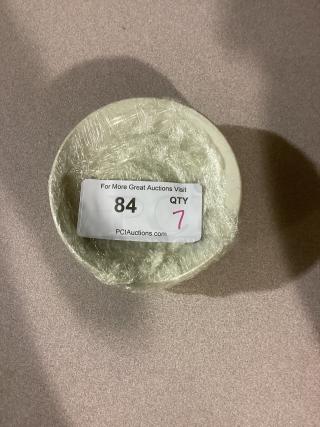 For More Great Auctions Visit
84 QTY
7
PCIAuctions.com